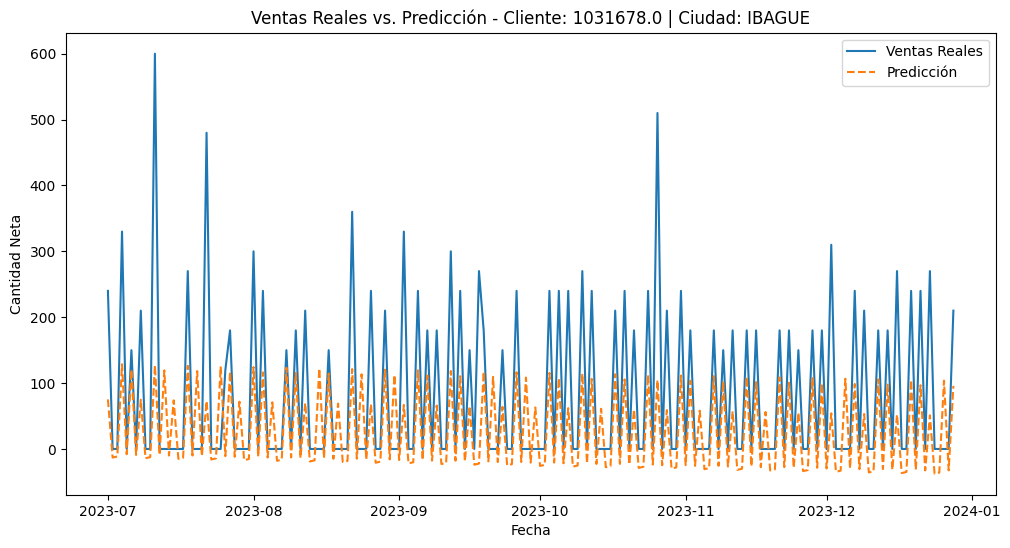 Ventas Reales vs. Predicción - Cliente: 1031678.0 | Ciudad: IBAGUE
Ventas Reales
Predicción
Cantidad Neta
600
500
400
300
200
100
0
2023-07
2023-08
2023-09
2023-10
2023-11
2023-12
2024-01
Fecha